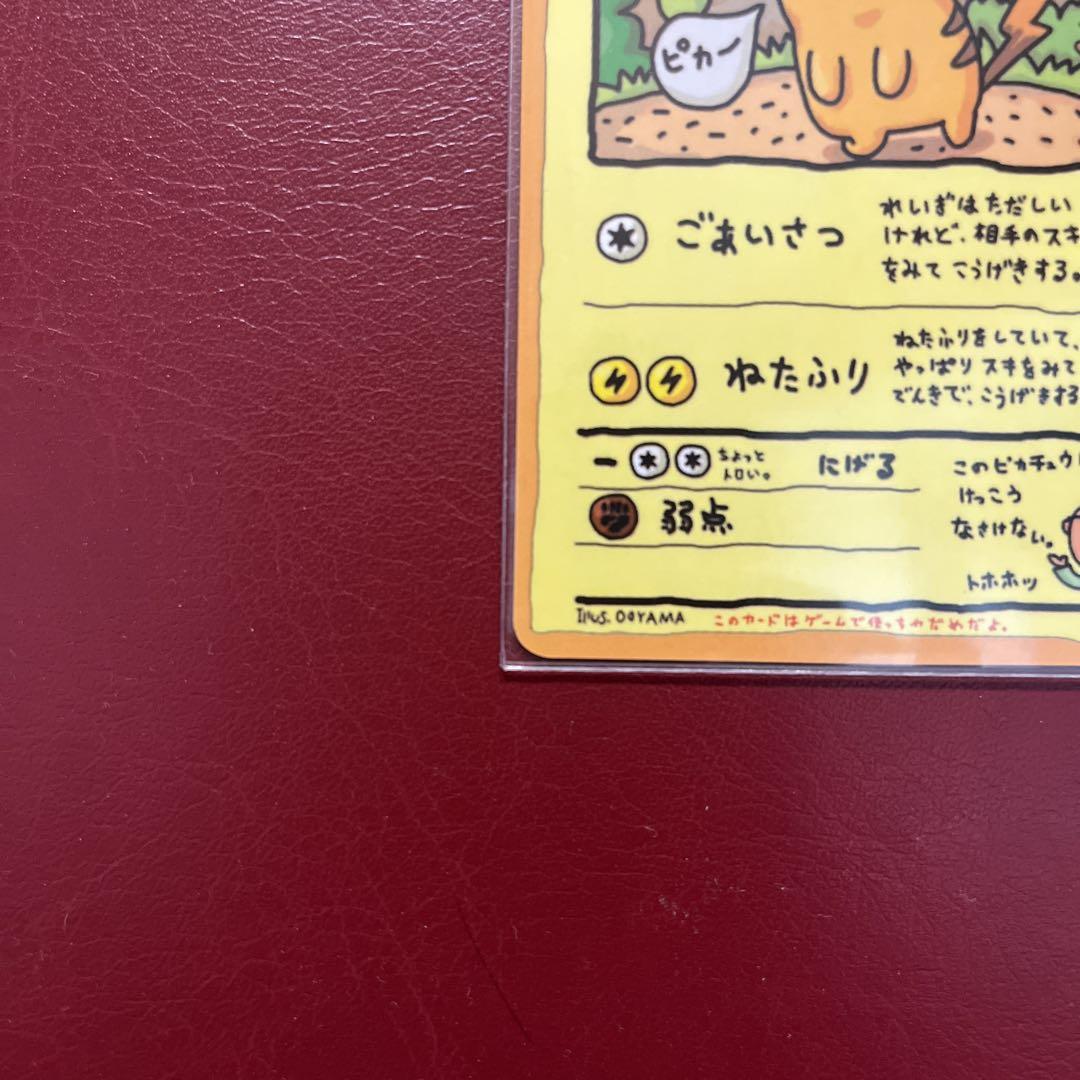 ピカー
ごあいさつ
れいぎはただしい
けれど、相手のスキ
をみてこうげきする。
ねたふり
ねたふりをしていて、
やっぱりスキをみて
でんきで、こうげきする
ー
ちょっと
トロい。
にげる
このピカチュウ
けっこう
なさけない。
トホホッ
弱点
Illus. OOYAMA
このカードはゲームで使っちゃだめだよ。